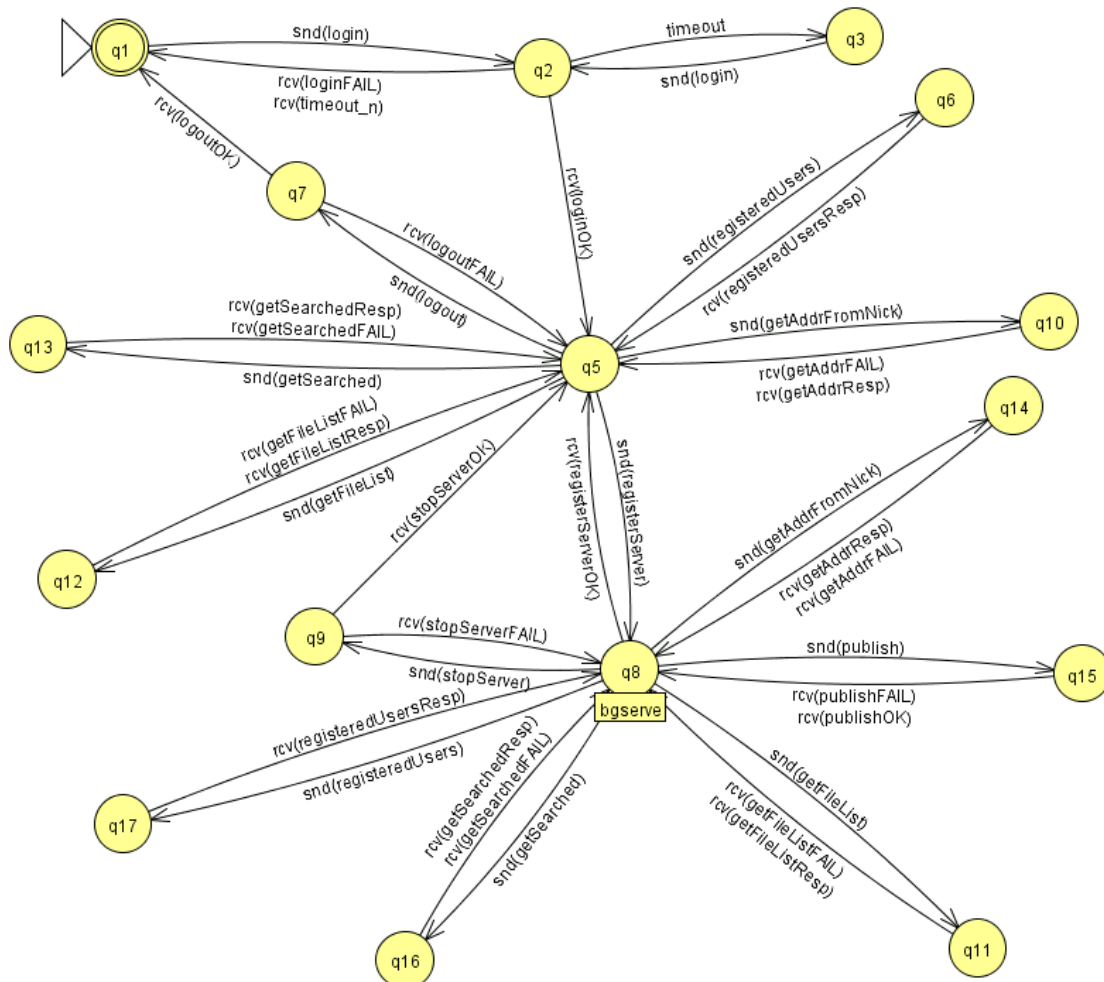 q1
snd(login)
timeout
q3
q2
rcv(loginFAIL)
rcv(timeout_n)
snd(login)
q6
rcv(logoutOK)
q7
rcv(loginOK)
snd(registeredUsers)
rcv(registeredUsersResp)
rcv(logoutFAIL)
snd(logout)
rcv(getSearchedResp)
rcv(getSearchedFAIL)
q13
snd(getSearched)
q5
snd(getAddrFromNick)
q10
rcv(getAddrFAIL)
rcv(getAddrResp)
q14
rcv(getFileListFAIL)
rcv(getFileListResp)
snd(getFileList)
q12
rcv(stopServerOK)
rcv(registerServerOK)
snd(registerServer)
snd(getAddrFromNick)
rcv(getAddrResp)
rcv(getAddrFAIL)
q9
rcv(stopServerFAIL)
snd(stopServer)
q8
bgserve
snd(publish)
q15
rcv(publishFAIL)
rcv(publishOK)
rcv(registeredUsersResp)
snd(registeredUsers)
q17
rcv(getSearchedResp)
rcv(getSearchedFAIL)
snd(getSearched)
q16
snd(getFileList)
rcv(getFileListFAIL)
rcv(getFileListResp)
q11